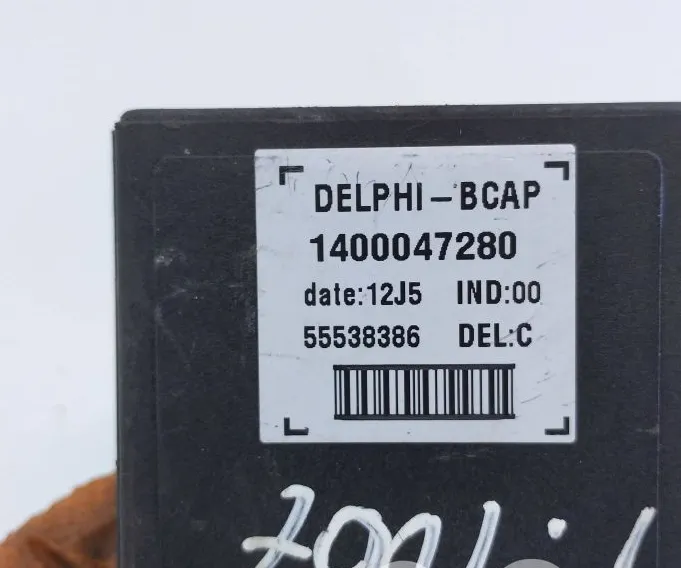 DELPHI-BCAP
1400047280
date:12J5 IND:00
55538386 DEL:C